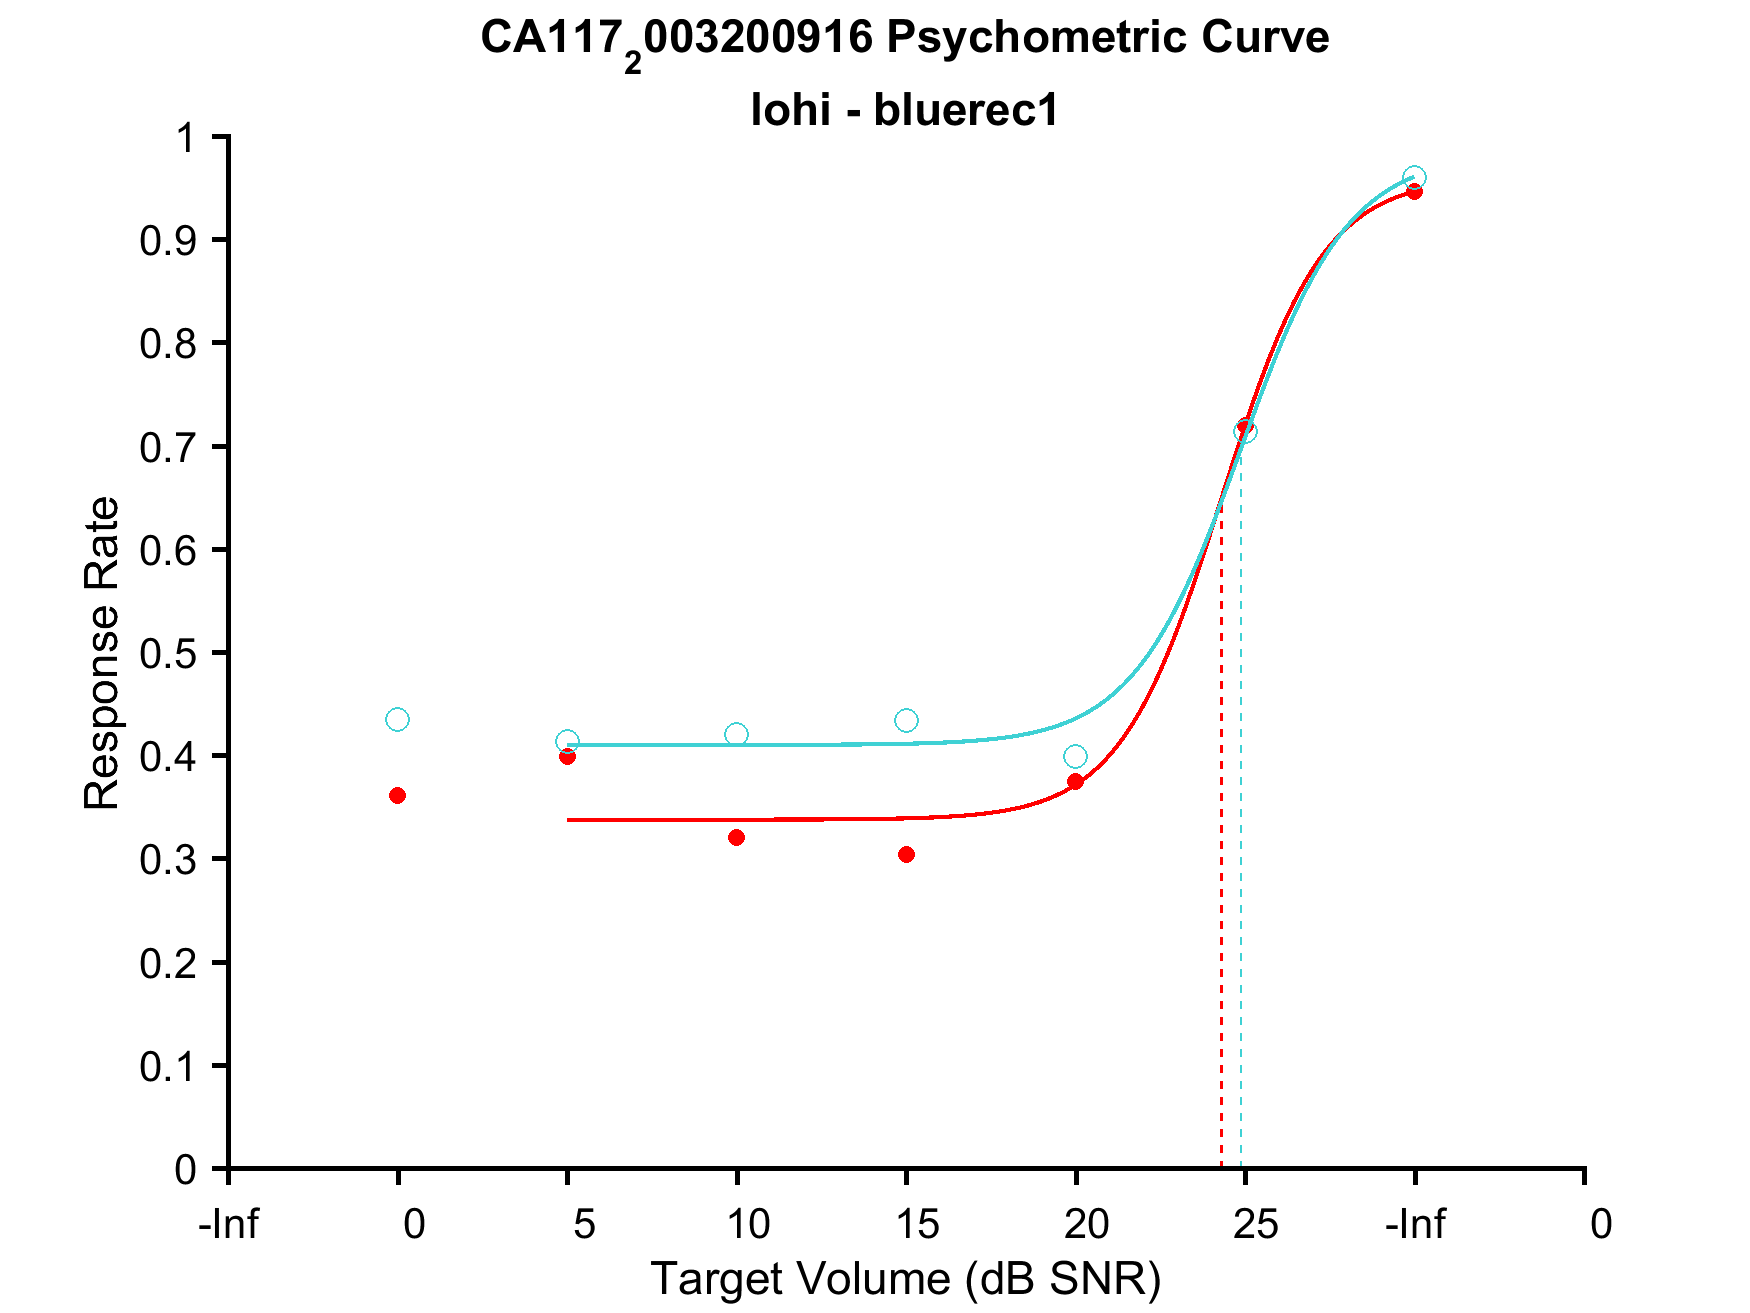 CA117₂003200916 Psychometric Curve
lohi - bluerec1
1
0.9
0.8
0.7
0.6
0.5
0.4
0.3
0.2
0.1
0
Response Rate
-Inf 0 5 10 15 20 25 -Inf 0
Target Volume (dB SNR)